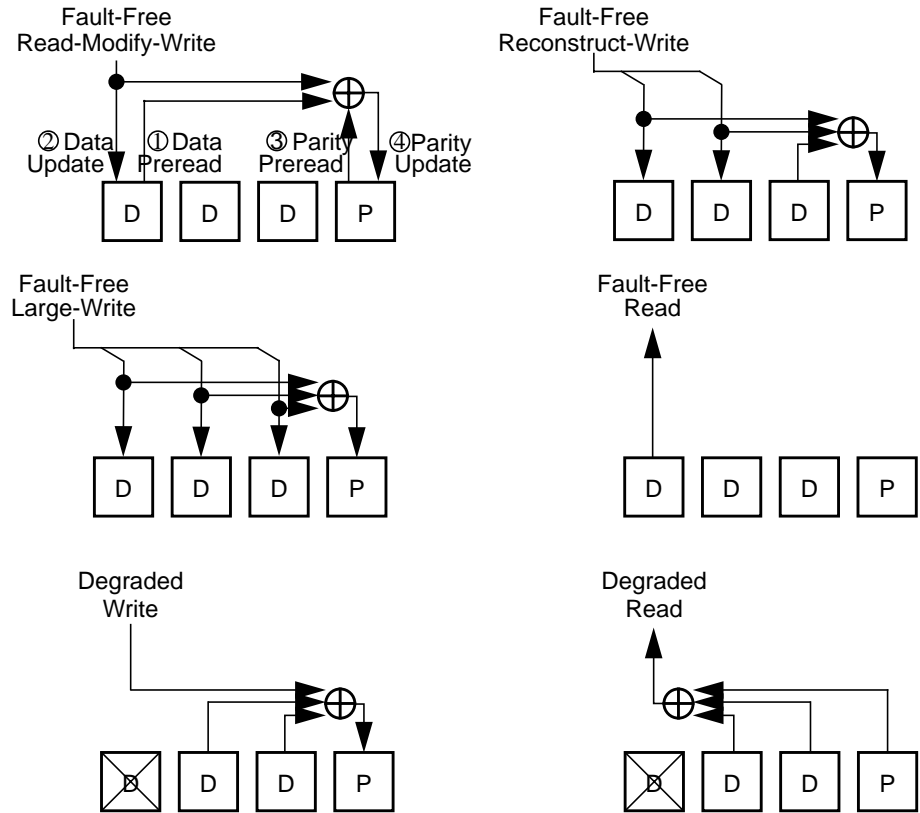 Fault-Free
Read-Modify-Write
② Data ① Data ③ Parity ④Parity
Update Preread Preread Update
D D D P
Fault-Free
Reconstruct-Write
D D D P
Fault-Free
Large-Write
D D D P
Fault-Free
Read
D D D P
Degraded
Write
D D D P
Degraded
Read
D D D P